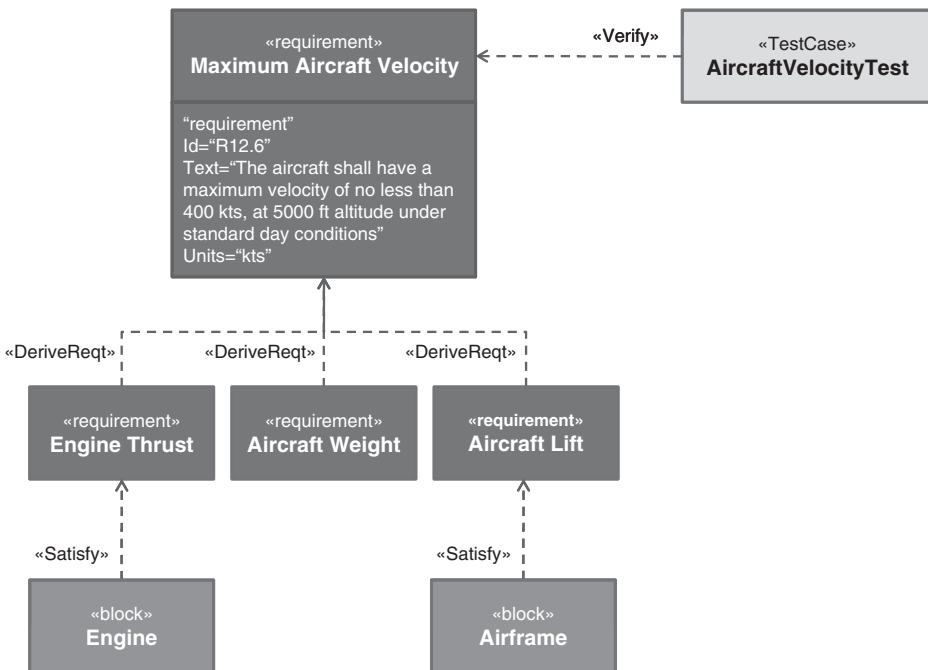 «requirement»
Maximum Aircraft Velocity
«Verify»
«TestCase»
AircraftVelocityTest
“requirement”
Id=“R12.6”
Text=“The aircraft shall have a
maximum velocity of no less than
400 kts, at 5000 ft altitude under
standard day conditions”
Units=“kts”
«DeriveReqt»
«DeriveReqt»
«DeriveReqt»
«requirement»
Engine Thrust
«requirement»
Aircraft Weight
«requirement»
Aircraft Lift
«Satisfy»
«Satisfy»
«block»
Engine
«block»
Airframe